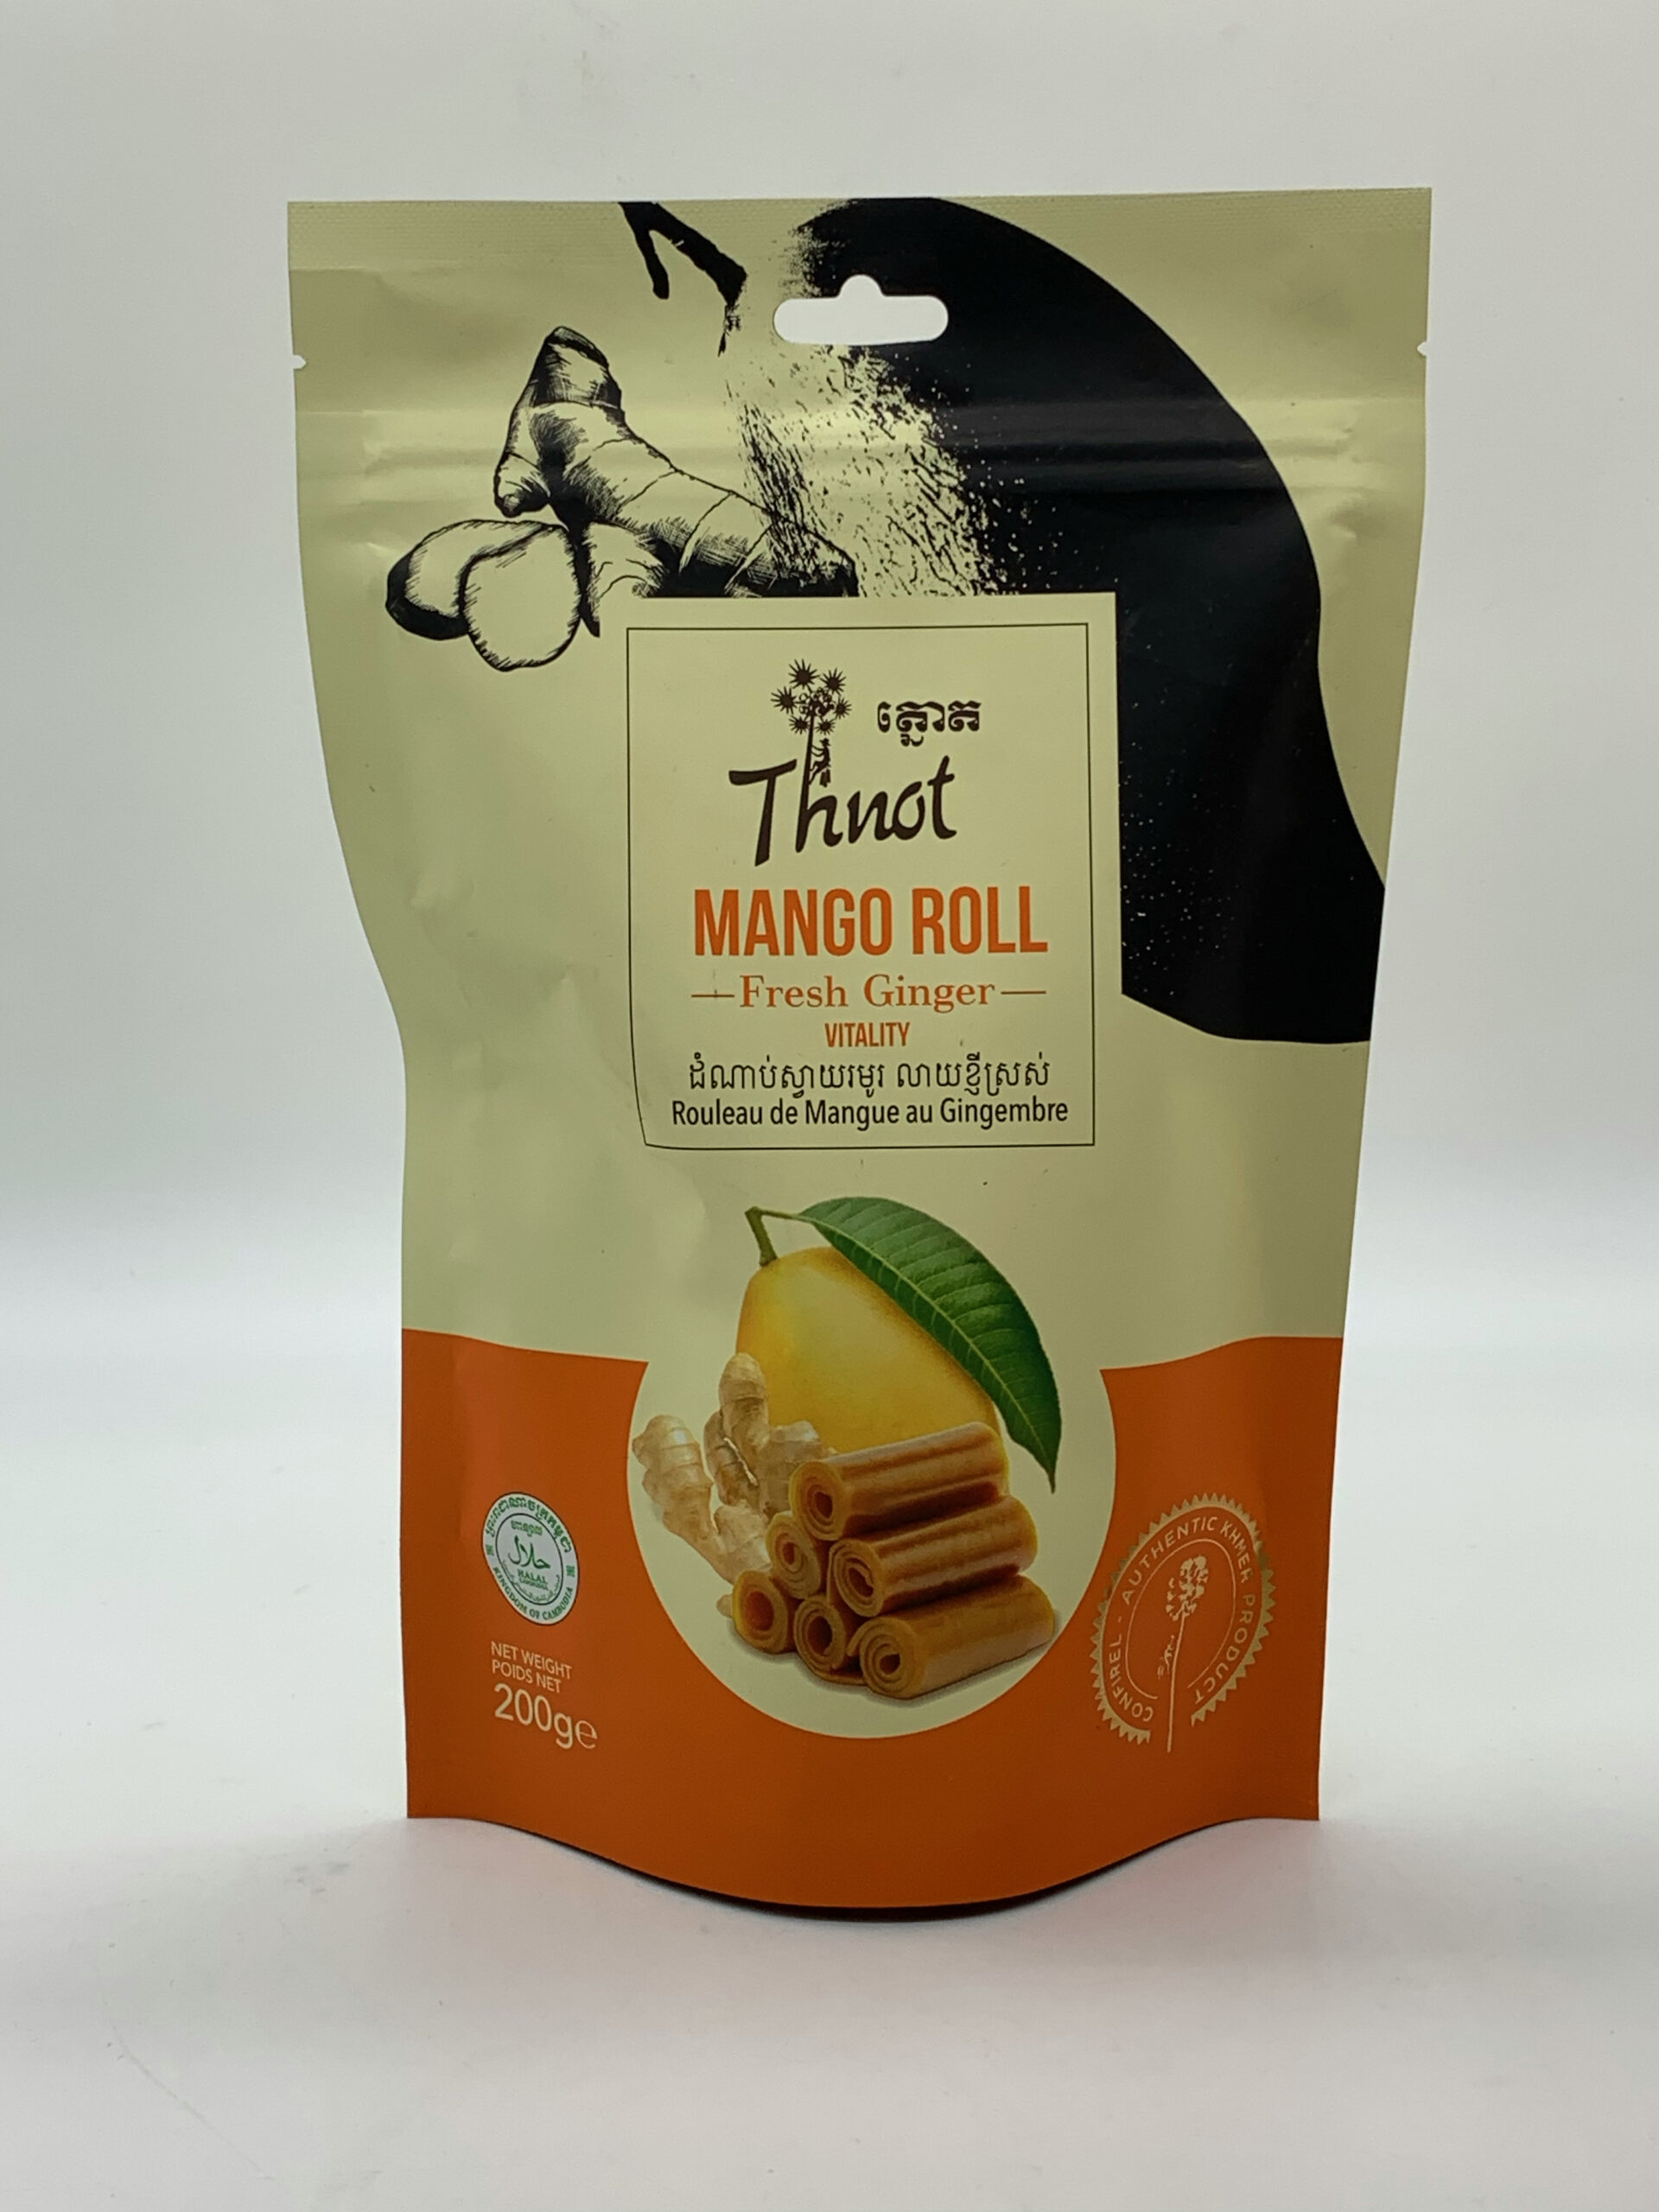 ត្នោត
Thnot
MANGO ROLL
Fresh Ginger
VITALITY
ដំណាប់ស្វាយរមូរ លាយខ្ញីស្រស់
Rouleau de Mangue au Gingembre
حلال
HALAL
KINGDOM OF CAMBODIA
NET WEIGHT
POIDS NET
200g℮
CONFIREL - AUTHENTIC KHMER PRODUCT